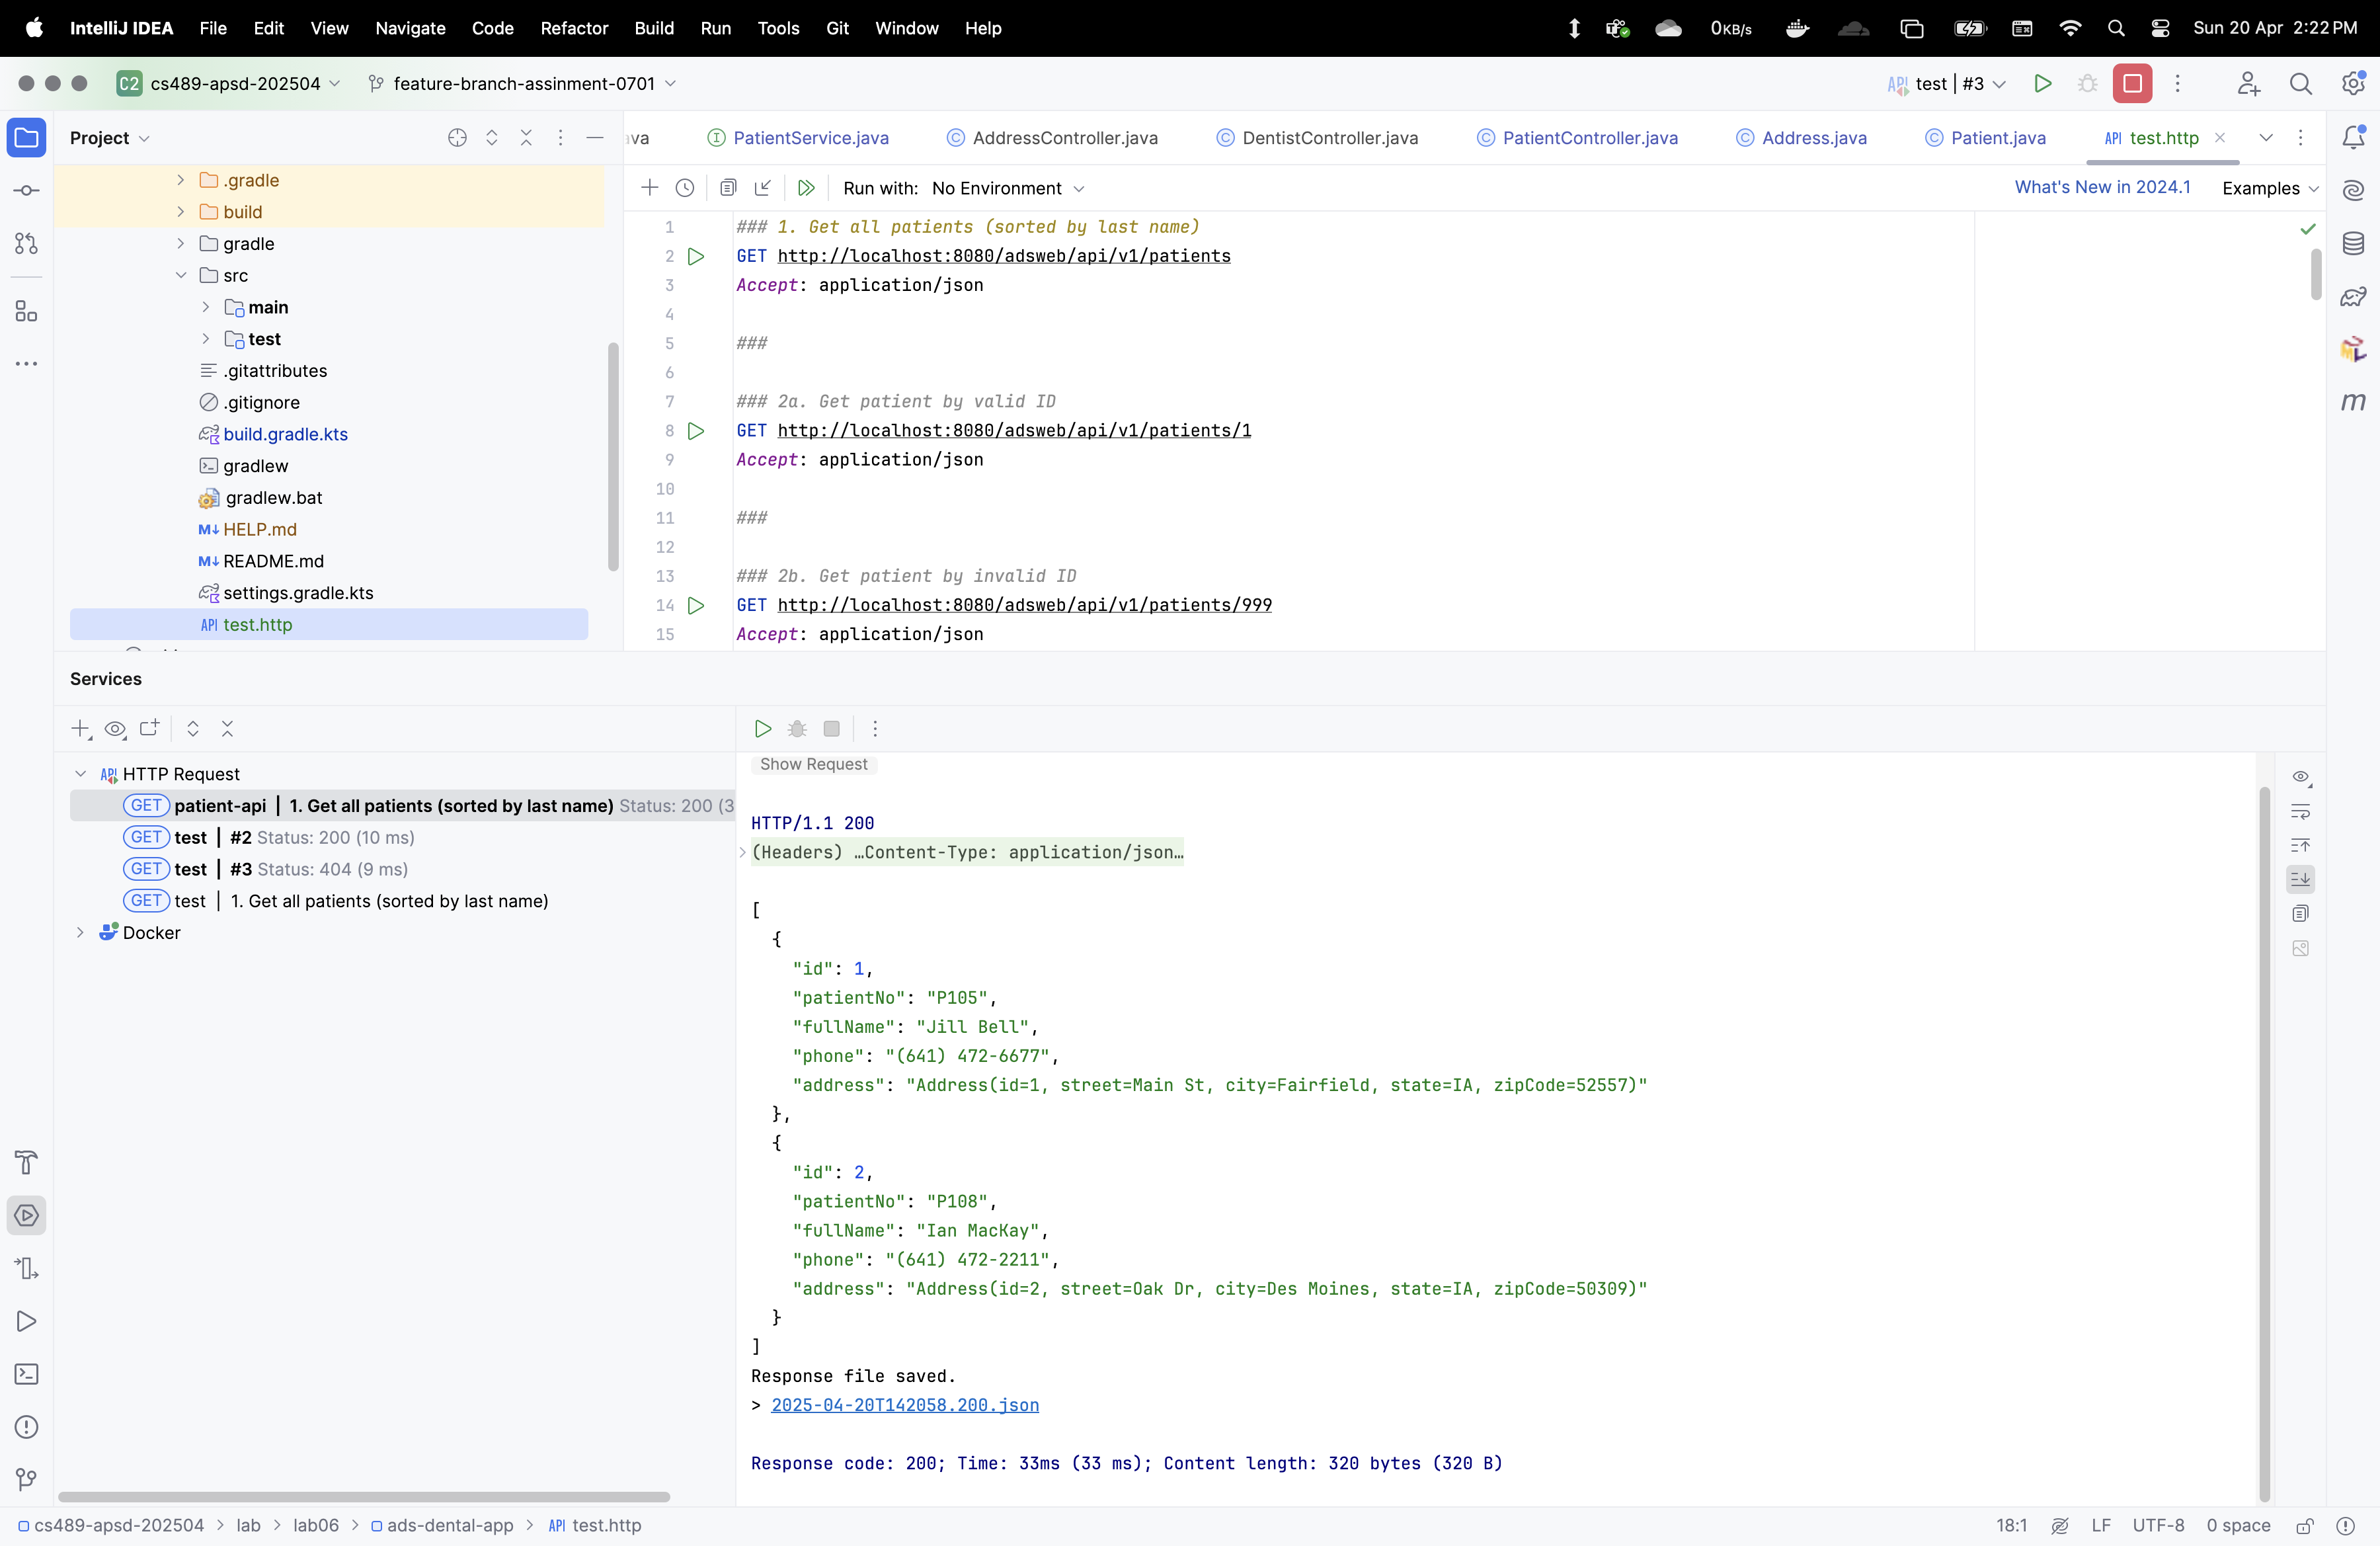 IntelliJ IDEA File Edit View Navigate Code Refactor Build Run Tools Git Window Help 0KB/s Sun 20 Apr 2:22 PM
C2 cs489-apsd-202504 feature-branch-assinment-0701 API test | #3
Project
ava PatientService.java AddressController.java DentistController.java PatientController.java Address.java Patient.java API test.http
Run with: No Environment What's New in 2024.1 Examples
.gradle
build
gradle
src
main
test
.gitattributes
.gitignore
build.gradle.kts
gradlew
gradlew.bat
M↓ HELP.md
M↓ README.md
settings.gradle.kts
API test.http
1 ### 1. Get all patients (sorted by last name)
2 GET http://localhost:8080/adsweb/api/v1/patients
3 Accept: application/json
4
5 ###
6
7 ### 2a. Get patient by valid ID
8 GET http://localhost:8080/adsweb/api/v1/patients/1
9 Accept: application/json
10
11 ###
12
13 ### 2b. Get patient by invalid ID
14 GET http://localhost:8080/adsweb/api/v1/patients/999
15 Accept: application/json
Services
API HTTP Request
GET patient-api | 1. Get all patients (sorted by last name) Status: 200 (3
GET test | #2 Status: 200 (10 ms)
GET test | #3 Status: 404 (9 ms)
GET test | 1. Get all patients (sorted by last name)
Docker
Show Request
HTTP/1.1 200
(Headers) …Content-Type: application/json…
[
{
"id": 1,
"patientNo": "P105",
"fullName": "Jill Bell",
"phone": "(641) 472-6677",
"address": "Address(id=1, street=Main St, city=Fairfield, state=IA, zipCode=52557)"
},
{
"id": 2,
"patientNo": "P108",
"fullName": "Ian MacKay",
"phone": "(641) 472-2211",
"address": "Address(id=2, street=Oak Dr, city=Des Moines, state=IA, zipCode=50309)"
}
]
Response file saved.
> 2025-04-20T142058.200.json
Response code: 200; Time: 33ms (33 ms); Content length: 320 bytes (320 B)
cs489-apsd-202504 > lab > lab06 > ads-dental-app > API test.http 18:1 LF UTF-8 0 space